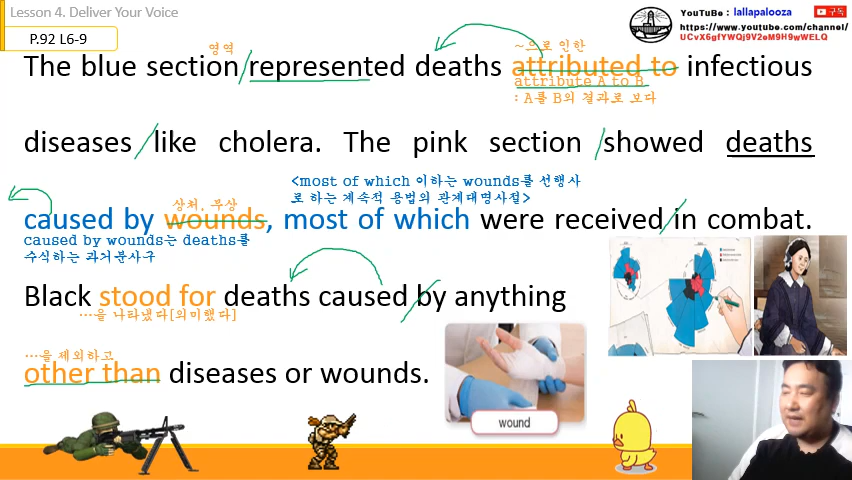 Lesson 4. Deliver Your Voice
P.92 L6-9
YouTuBe : lallapalooza
구독
https://www.youtube.com/channel/
UCvX6gfYWQj9V2eM9H9wWELQ
영역
~으로 인한
The blue section represented deaths attributed to infectious
attribute A to B
: A를 B의 결과로 보다
diseases like cholera. The pink section showed deaths
<most of which 이하는 wounds를 선행사
로 하는 계속적 용법의 관계대명사절>
상처, 부상
caused by wounds, most of which were received in combat.
caused by wounds는 deaths를
수식하는 과거분사구
Black stood for deaths caused by anything
…을 나타냈다[의미했다]
…을 제외하고
other than diseases or wounds.
wound